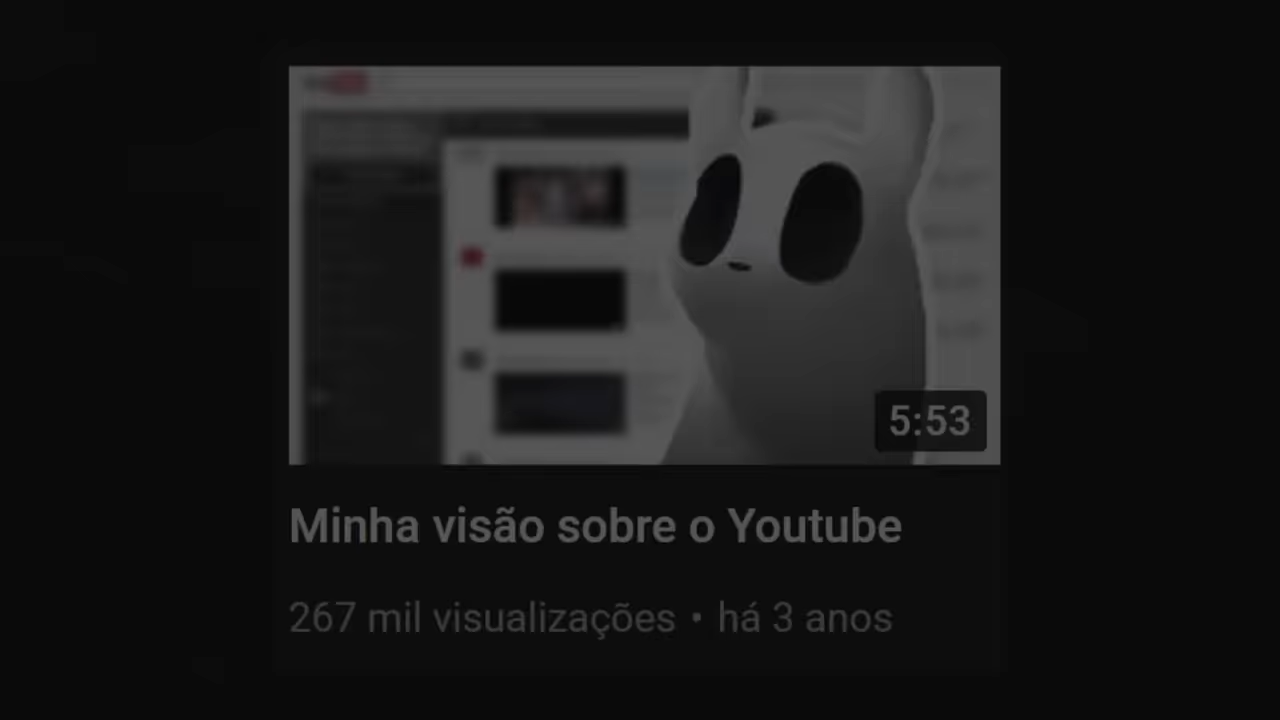 5:53
Minha visão sobre o Youtube
267 mil visualizações • há 3 anos